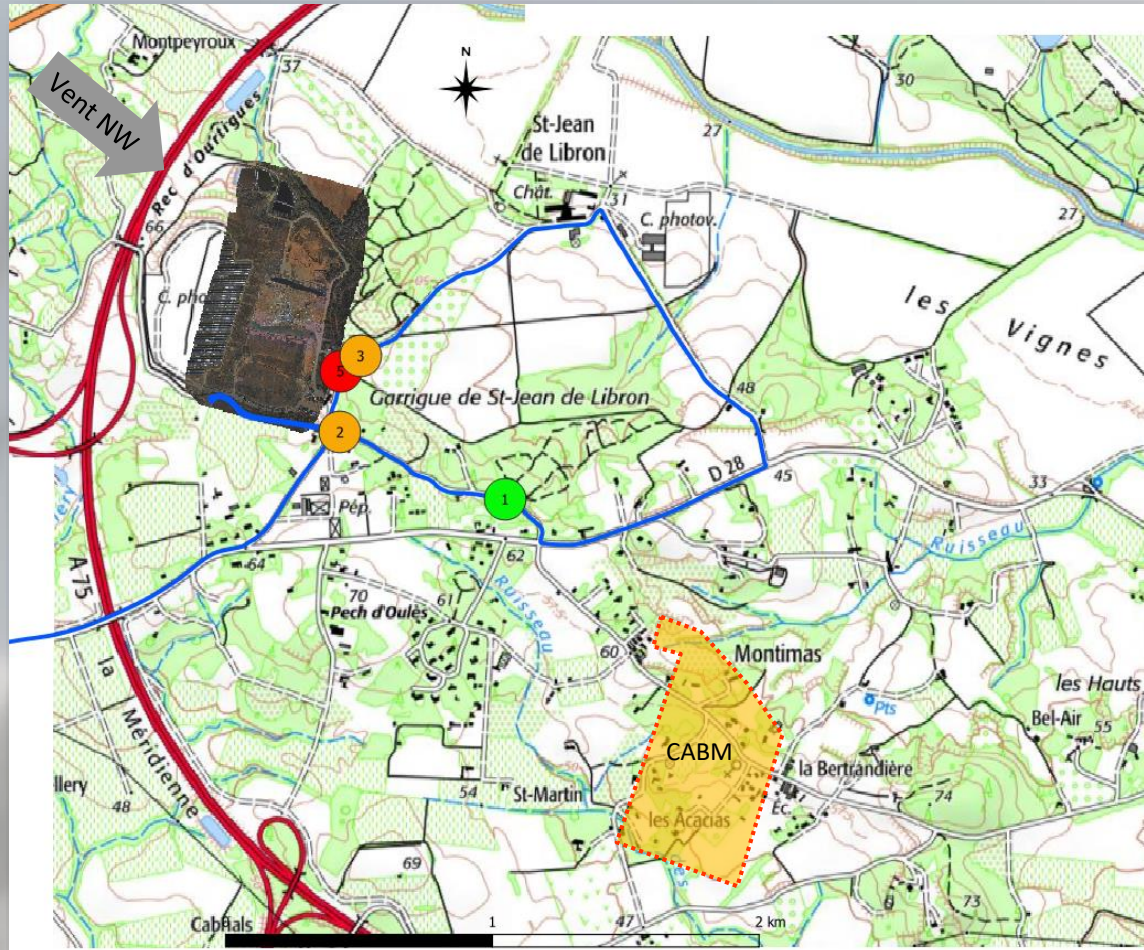 Montpeyroux
37
N
30
Vent NW
Rec d'Ourtigues
St-Jean
de Libron
27
Chât.
31
C. photov.
27
66
C. pho
les Vignes
3
5
Garrigue de St-Jean de Libron
48
2
D 28
45
33
1
Pép.
62
Ruisseau
64
A 75
70
61
Ruisseau
Pech d'Oulès
60
Montimas
les Hauts
la Méridienne
Pts
Bel-Air
55
CABM
la Bertrandière
ellery
48
54
St-Martin
Éc.
74
les Acacias
69
Cabrials
47
73
1
2 km